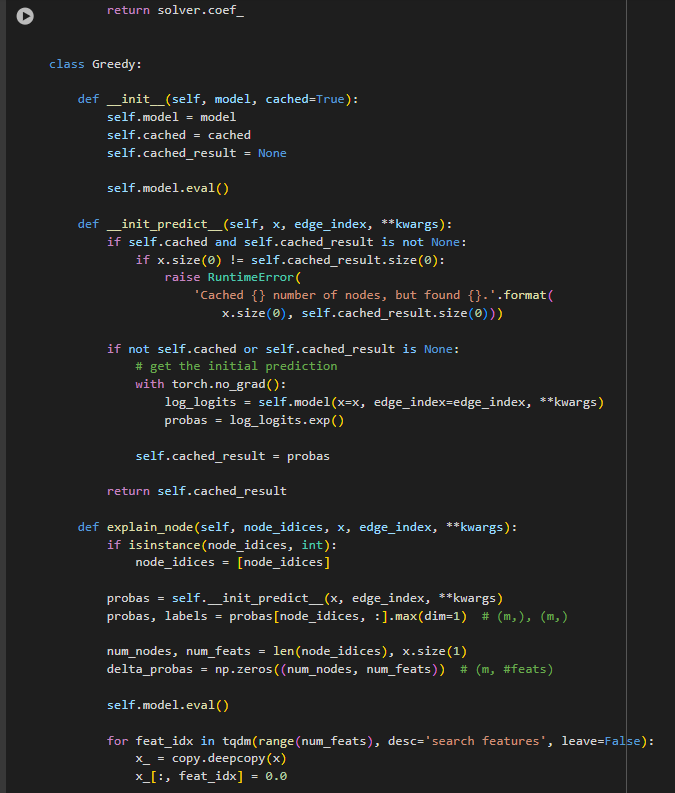 return solver.coef_
class Greedy:
def __init__(self, model, cached=True):
self.model = model
self.cached = cached
self.cached_result = None
self.model.eval()
def __init_predict__(self, x, edge_index, **kwargs):
if self.cached and self.cached_result is not None:
if x.size(0) != self.cached_result.size(0):
raise RuntimeError(
'Cached {} number of nodes, but found {}.'.format(
x.size(0), self.cached_result.size(0)))
if not self.cached or self.cached_result is None:
# get the initial prediction
with torch.no_grad():
log_logits = self.model(x=x, edge_index=edge_index, **kwargs)
probas = log_logits.exp()
self.cached_result = probas
return self.cached_result
def explain_node(self, node_idices, x, edge_index, **kwargs):
if isinstance(node_idices, int):
node_idices = [node_idices]
probas = self.__init_predict__(x, edge_index, **kwargs)
probas, labels = probas[node_idices, :].max(dim=1)  # (m,), (m,)
num_nodes, num_feats = len(node_idices), x.size(1)
delta_probas = np.zeros((num_nodes, num_feats))  # (m, #feats)
self.model.eval()
for feat_idx in tqdm(range(num_feats), desc='search features', leave=False):
x_ = copy.deepcopy(x)
x_[:, feat_idx] = 0.0